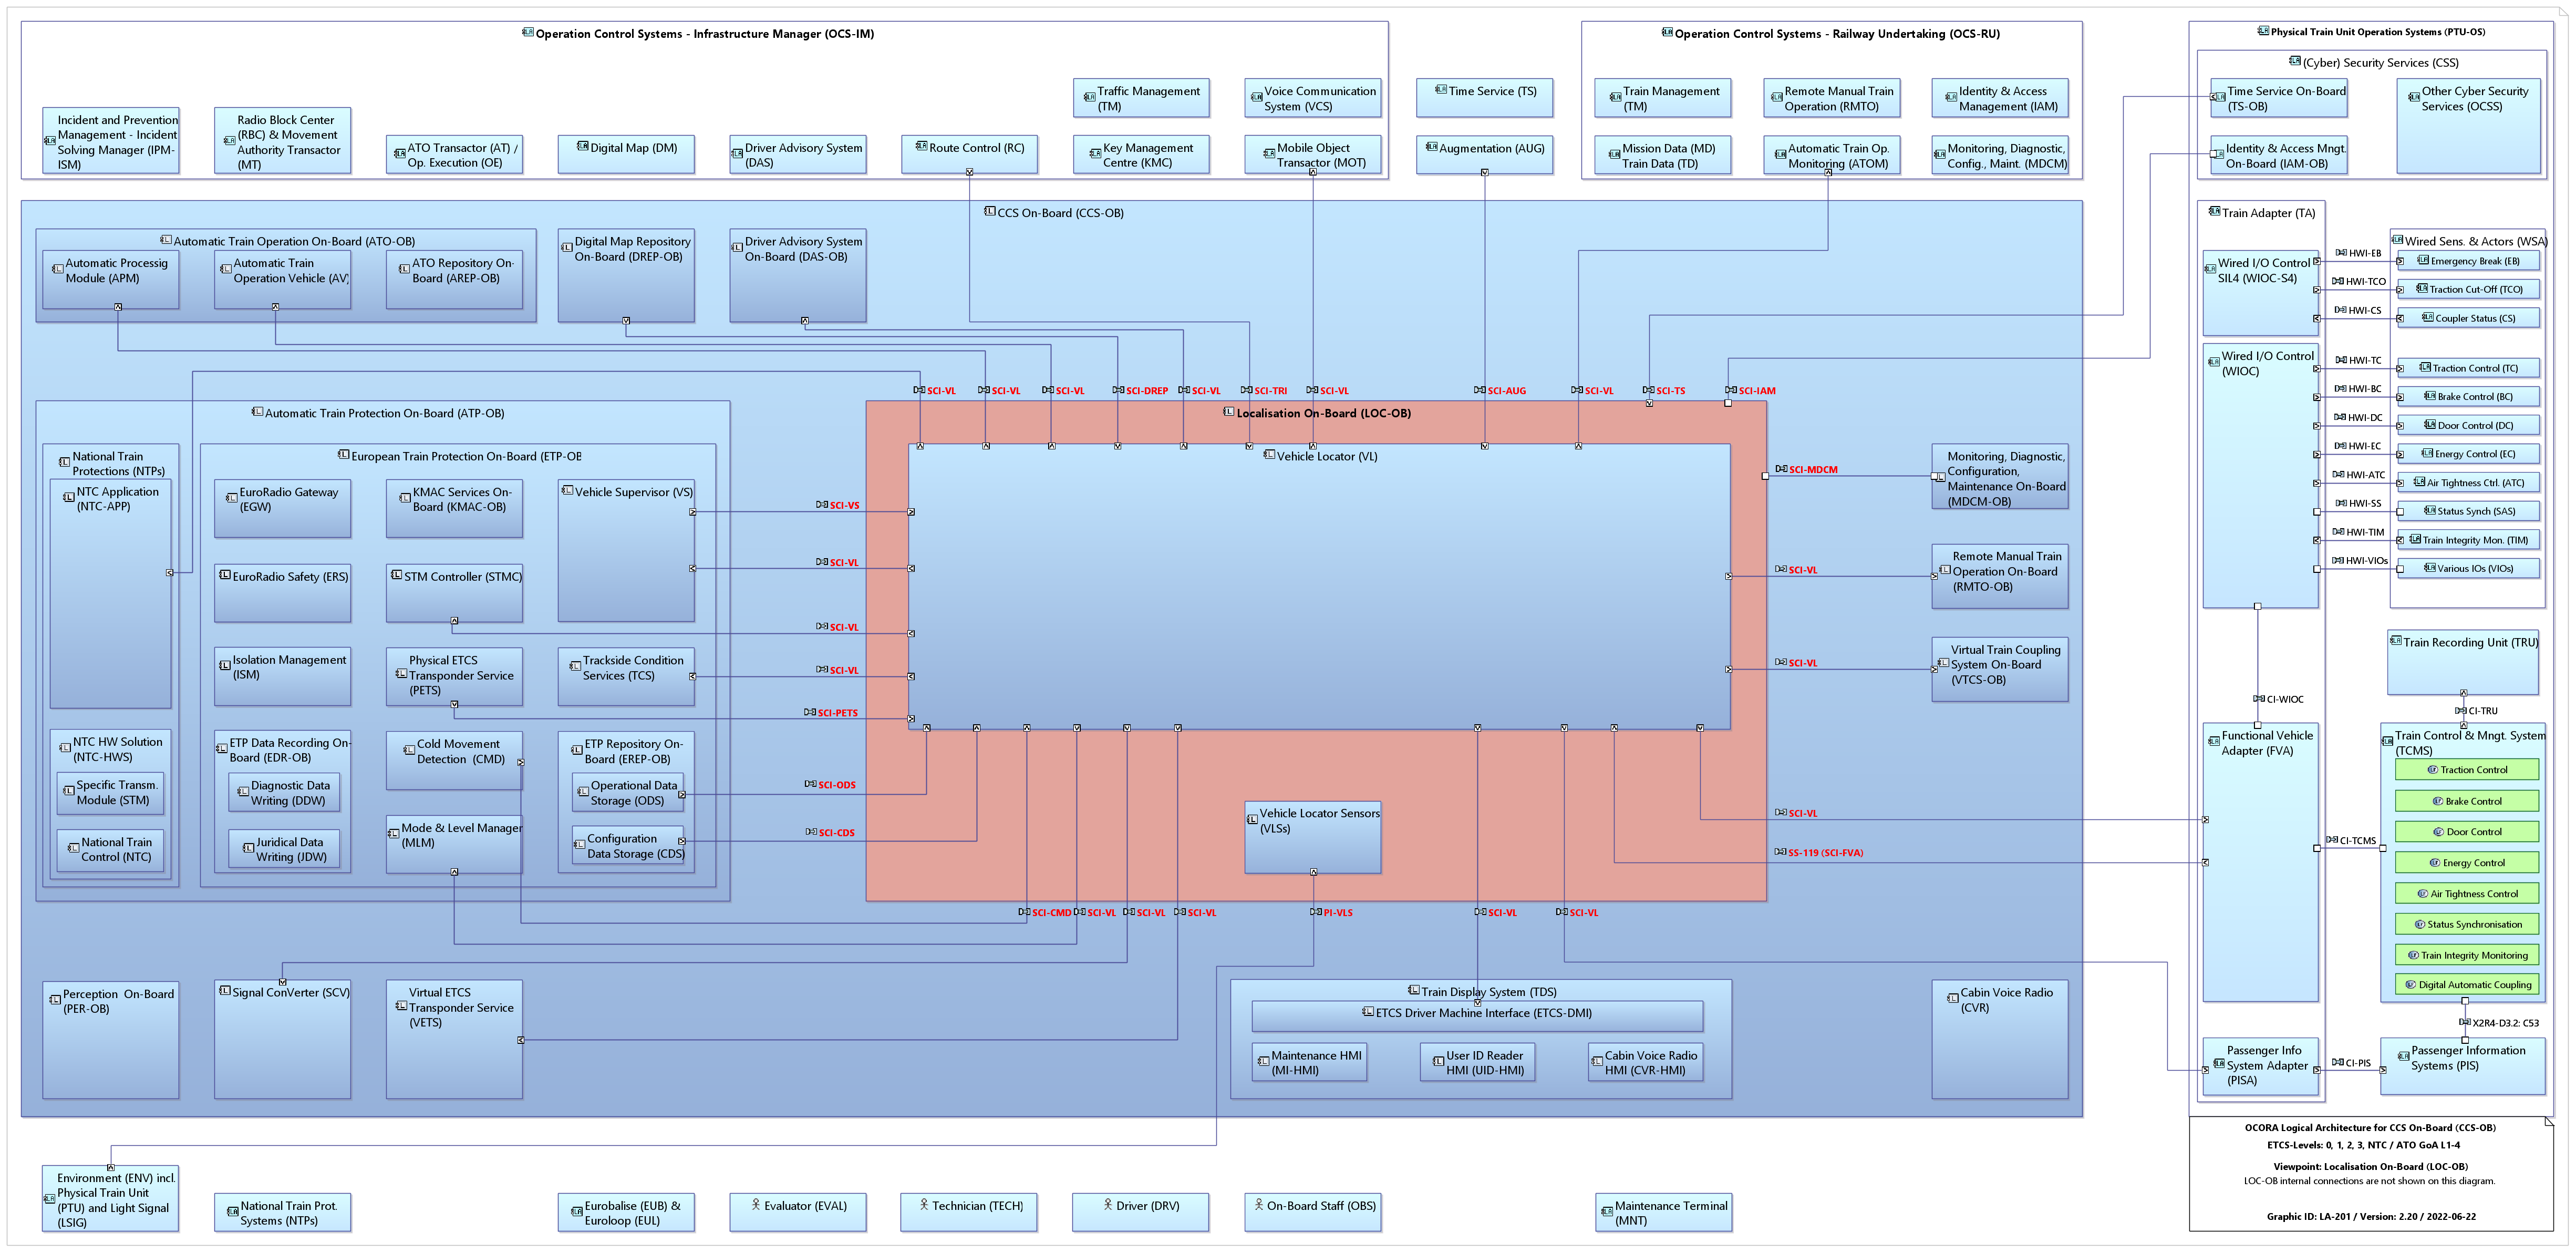 Operation Control Systems - Infrastructure Manager (OCS-IM)
Incident and Prevention
Management - Incident
Solving Manager (IPM-
ISM)
Radio Block Center
(RBC) & Movement
Authority Transactor
(MT)
ATO Transactor (AT) /
Op. Execution (OE)
Digital Map (DM)
Driver Advisory System
(DAS)
Route Control (RC)
Traffic Management
(TM)
Key Management
Centre (KMC)
Voice Communication
System (VCS)
Mobile Object
Transactor (MOT)
Time Service (TS)
Augmentation (AUG)
Operation Control Systems - Railway Undertaking (OCS-RU)
Train Management
(TM)
Remote Manual Train
Operation (RMTO)
Identity & Access
Management (IAM)
Mission Data (MD)
Train Data (TD)
Automatic Train Op.
Monitoring (ATOM)
Monitoring, Diagnostic,
Config., Maint. (MDCM)
Physical Train Unit Operation Systems (PTU-OS)
(Cyber) Security Services (CSS)
Time Service On-Board
(TS-OB)
Other Cyber Security
Services (OCSS)
Identity & Access Mngt.
On-Board (IAM-OB)
CCS On-Board (CCS-OB)
Automatic Train Operation On-Board (ATO-OB)
Automatic Processig
Module (APM)
Automatic Train
Operation Vehicle (AV)
ATO Repository On-
Board (AREP-OB)
Digital Map Repository
On-Board (DREP-OB)
Driver Advisory System
On-Board (DAS-OB)
SCI-VL
SCI-VL
SCI-VL
SCI-DREP
SCI-VL
SCI-TRI
SCI-VL
SCI-AUG
SCI-VL
SCI-TS
SCI-IAM
Automatic Train Protection On-Board (ATP-OB)
National Train
Protections (NTPs)
NTC Application
(NTC-APP)
NTC HW Solution
(NTC-HWS)
Specific Transm.
Module (STM)
National Train
Control (NTC)
European Train Protection On-Board (ETP-OB
EuroRadio Gateway
(EGW)
KMAC Services On-
Board (KMAC-OB)
Vehicle Supervisor (VS)
EuroRadio Safety (ERS)
STM Controller (STMC)
Isolation Management
(ISM)
Physical ETCS
Transponder Service
(PETS)
Trackside Condition
Services (TCS)
ETP Data Recording On-
Board (EDR-OB)
Diagnostic Data
Writing (DDW)
Juridical Data
Writing (JDW)
Cold Movement
Detection (CMD)
Mode & Level Manager
(MLM)
ETP Repository On-
Board (EREP-OB)
Operational Data
Storage (ODS)
Configuration
Data Storage (CDS)
SCI-VS
SCI-VL
SCI-VL
SCI-VL
SCI-PETS
SCI-ODS
SCI-CDS
Localisation On-Board (LOC-OB)
Vehicle Locator (VL)
Vehicle Locator Sensors
(VLSs)
SCI-MDCM
SCI-VL
SCI-VL
SCI-VL
SS-119 (SCI-FVA)
Monitoring, Diagnostic,
Configuration,
Maintenance On-Board
(MDCM-OB)
Remote Manual Train
Operation On-Board
(RMTO-OB)
Virtual Train Coupling
System On-Board
(VTCS-OB)
SCI-CMD
SCI-VL
SCI-VL
SCI-VL
PI-VLS
SCI-VL
SCI-VL
Perception On-Board
(PER-OB)
Signal ConVerter (SCV)
Virtual ETCS
Transponder Service
(VETS)
Train Display System (TDS)
ETCS Driver Machine Interface (ETCS-DMI)
Maintenance HMI
(MI-HMI)
User ID Reader
HMI (UID-HMI)
Cabin Voice Radio
HMI (CVR-HMI)
Cabin Voice Radio
(CVR)
Train Adapter (TA)
Wired I/O Control
SIL4 (WIOC-S4)
Wired I/O Control
(WIOC)
HWI-EB
HWI-TCO
HWI-CS
HWI-TC
HWI-BC
HWI-DC
HWI-EC
HWI-ATC
HWI-SS
HWI-TIM
HWI-VIOs
Wired Sens. & Actors (WSA)
Emergency Break (EB)
Traction Cut-Off (TCO)
Coupler Status (CS)
Traction Control (TC)
Brake Control (BC)
Door Control (DC)
Energy Control (EC)
Air Tightness Ctrl. (ATC)
Status Synch (SAS)
Train Integrity Mon. (TIM)
Various IOs (VIOs)
Train Recording Unit (TRU)
CI-WIOC
CI-TRU
Functional Vehicle
Adapter (FVA)
CI-TCMS
Train Control & Mngt. System
(TCMS)
Traction Control
Brake Control
Door Control
Energy Control
Air Tightness Control
Status Synchronisation
Train Integrity Monitoring
Digital Automatic Coupling
X2R4-D3.2: C53
Passenger Info
System Adapter
(PISA)
CI-PIS
Passenger Information
Systems (PIS)
Environment (ENV) incl.
Physical Train Unit
(PTU) and Light Signal
(LSIG)
National Train Prot.
Systems (NTPs)
Eurobalise (EUB) &
Euroloop (EUL)
Evaluator (EVAL)
Technician (TECH)
Driver (DRV)
On-Board Staff (OBS)
Maintenance Terminal
(MNT)
OCORA Logical Architecture for CCS On-Board (CCS-OB)
ETCS-Levels: 0, 1, 2, 3, NTC / ATO GoA L1-4
Viewpoint: Localisation On-Board (LOC-OB)
LOC-OB internal connections are not shown on this diagram.
Graphic ID: LA-201 / Version: 2.20 / 2022-06-22